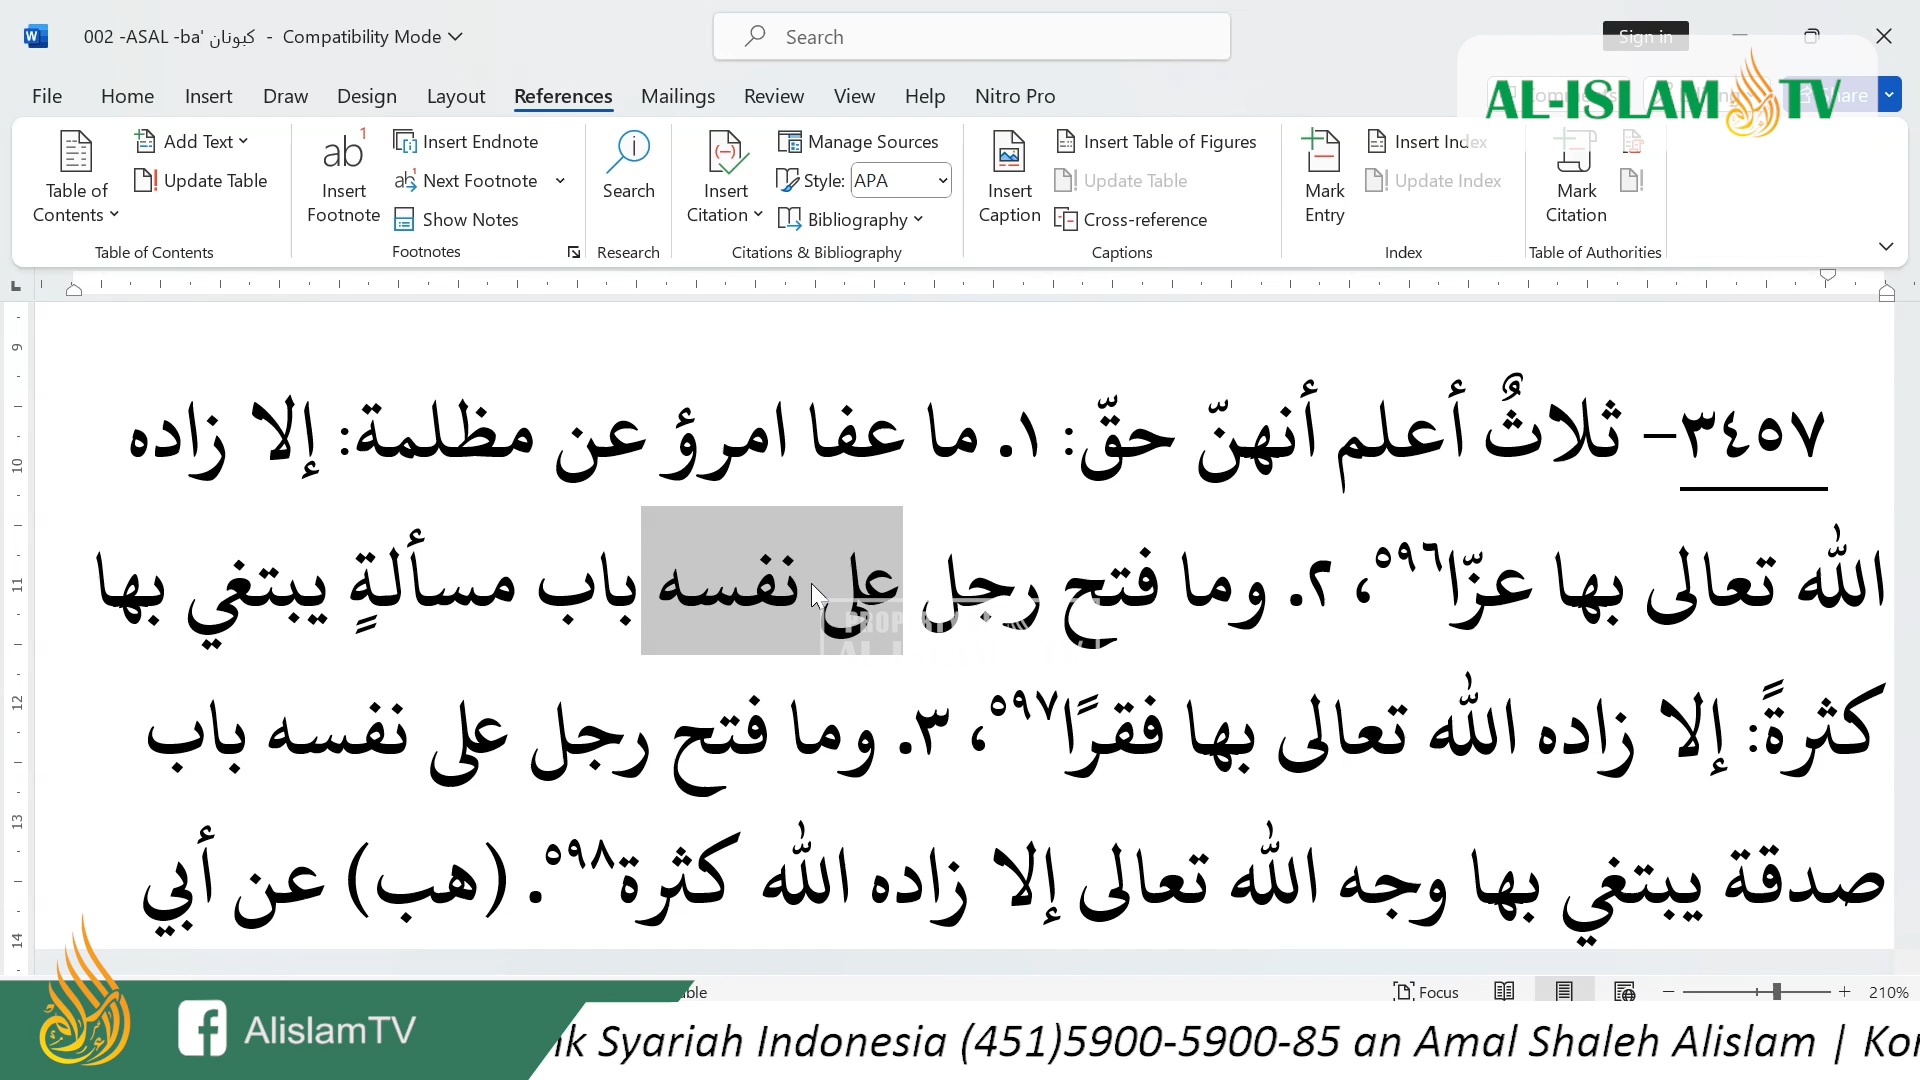 002 -ASAL -ba' كبونان - Compatibility Mode
Search
Sign in
File Home Insert Draw Design Layout References Mailings Review View Help Nitro Pro
AL-ISLAM TV
Table of Contents
Add Text
Update Table
Table of Contents
Insert Footnote
Insert Endnote
Next Footnote
Show Notes
Footnotes
Search
Research
Insert Citation
Manage Sources
Style: APA
Bibliography
Citations & Bibliography
Insert Caption
Insert Table of Figures
Update Table
Cross-reference
Captions
Mark Entry
Insert Index
Update Index
Index
Mark Citation
Table of Authorities
٣٤٥٧- ثلاثٌ أعلم أنهنّ حقّ: ١. ما عفا امرؤ عن مظلمة: إلا زاده
الله تعالى بها عزّا٥٩٦، ٢. وما فتح رجل على نفسه باب مسألةٍ يبتغي بها
كثرةً: إلا زاده الله تعالى بها فقرًا٥٩٧، ٣. وما فتح رجل على نفسه باب
صدقة يبتغي بها وجه الله تعالى إلا زاده الله كثرة٥٩٨. (هب) عن أبي
9
10
11
12
13
14
Focus
210%
AlislamTV
Syariah Indonesia (451)5900-5900-85 an Amal Shaleh Alislam |